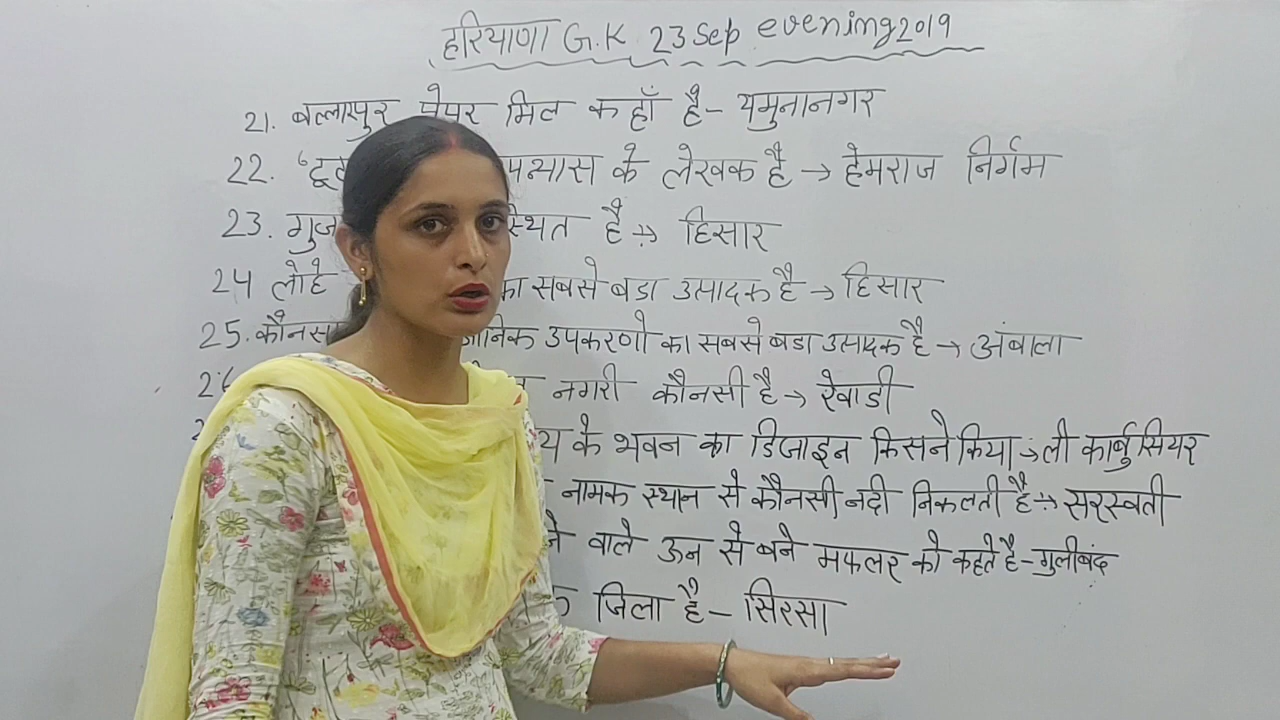 हरियाणा G.K 23 Sep evening 2019
21. बल्लारपुर पेपर मिल कहाँ है – यमुनानगर
22. के लेखक है → हेमराज निर्मम
23. स्थित है → हिसार
24 लोहे का सबसे बडा उत्पादक है → हिसार
25. उपकरणो का सबसे बडा उत्पादक है → अंबाला
नगरी कौनसी है → रेवाडी
के भवन का डिजाइन किसने किया → ली कार्बुसियर
नामक स्थान से कौनसी नदी निकलती है → सरस्वती
वाले ऊन से बने मफलर को कहते है – गुलीबंद
जिला है – सिरसा